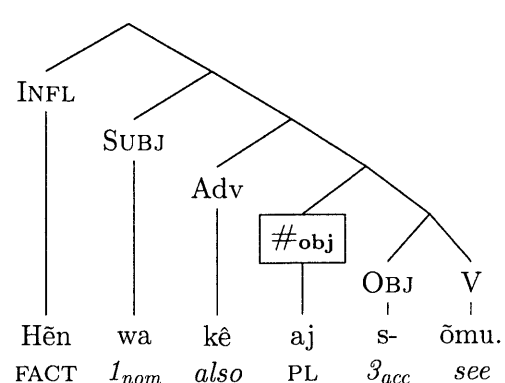 INFL
SUBJ
Adv
#obj
OBJ V
Hẽn wa kê aj s- õmu.
FACT 1nom also PL 3acc see